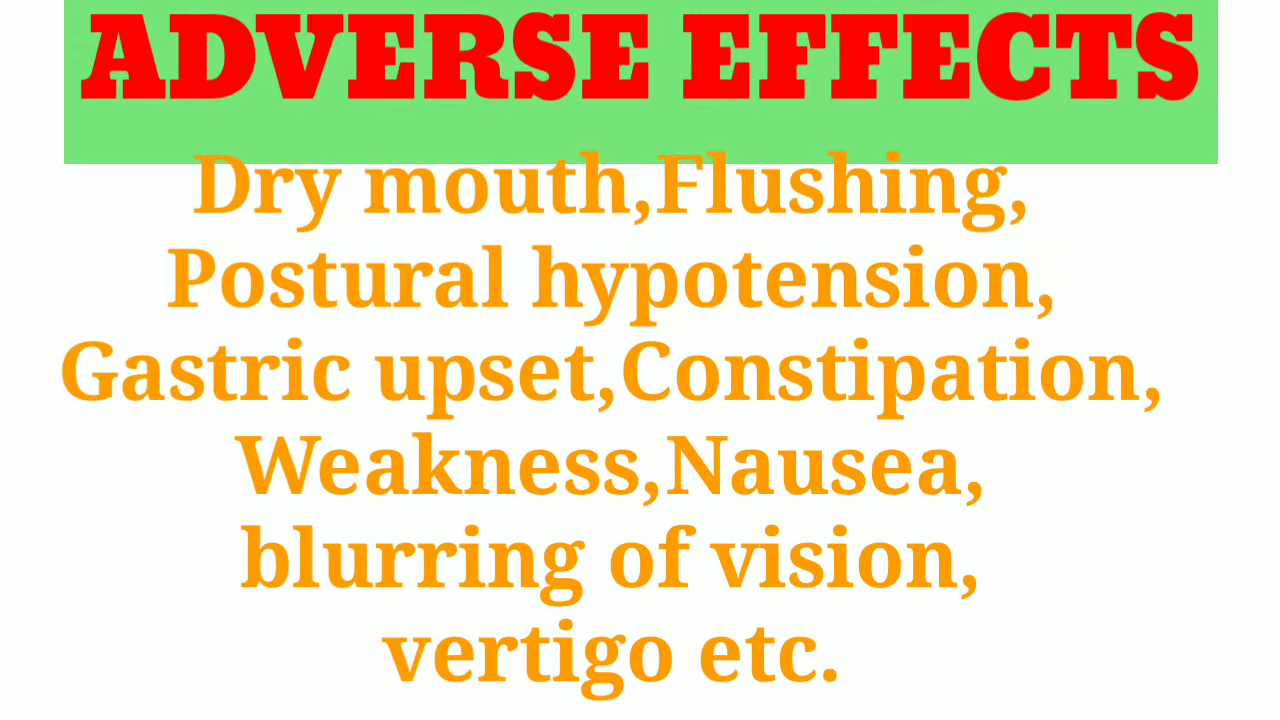 ADVERSE EFFECTS
Dry mouth,Flushing,
Postural hypotension,
Gastric upset,Constipation,
Weakness,Nausea,
blurring of vision,
vertigo etc.